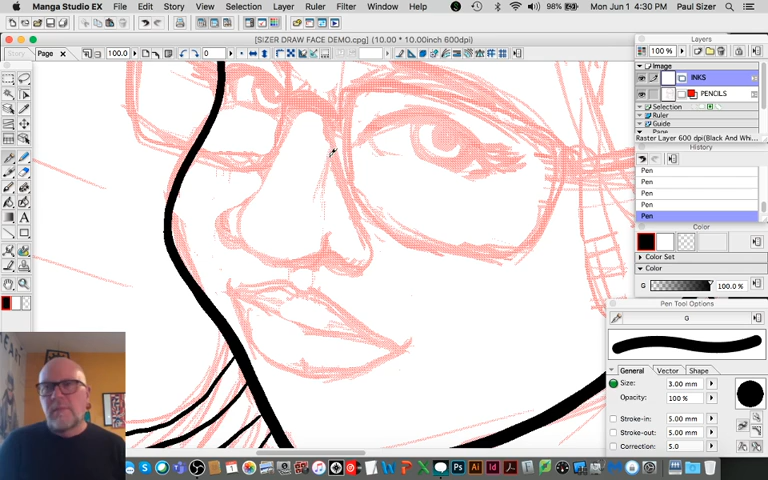 Manga Studio EX File Edit Story View Selection Layer Ruler Filter Window Help 98% Mon Jun 1 4:30 PM Paul Sizer
[SIZER DRAW FACE DEMO.cpg] (10.00 * 10.00inch 600dpi)
Story Page 100.0 0
Layers
100 %
Image
INKS
PENCILS
Selection
Ruler
Guide
Raster Layer 600 dpi(Black And Whi...
History
Pen
Pen
Pen
Pen
Pen
Color
Color Set
Color
G 100.0 %
Pen Tool Options
G
General Vector Shape
Size: 3.00 mm
Opacity: 100 %
Stroke-in: 5.00 mm
Stroke-out: 5.00 mm
Correction: 5.0